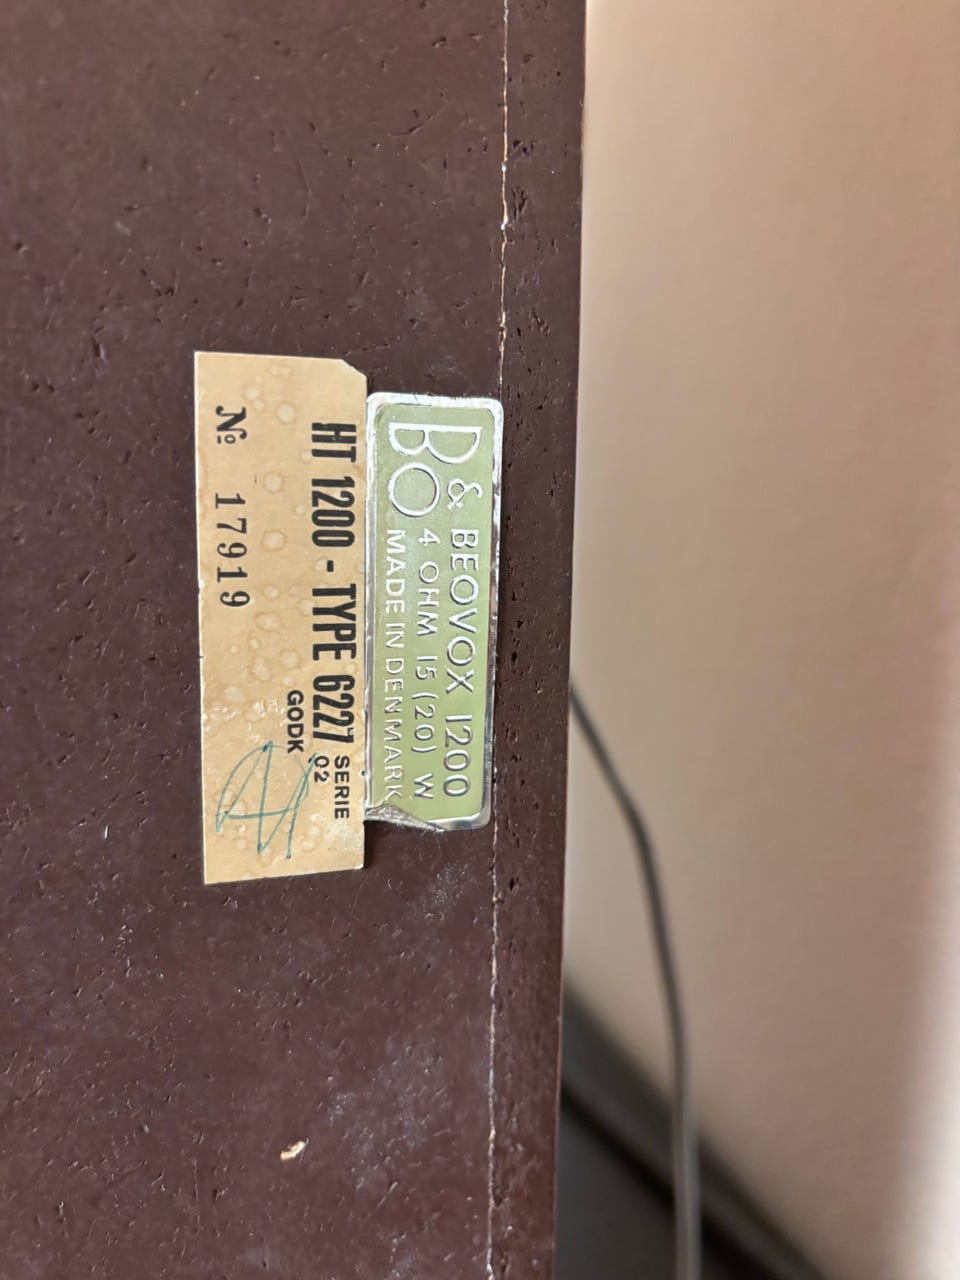 B&O BEOVOX 1200
4 OHM 15 (20) W
MADE IN DENMARK
HT 1200 - TYPE 6227 SERIE 02
GODK
№ 17919